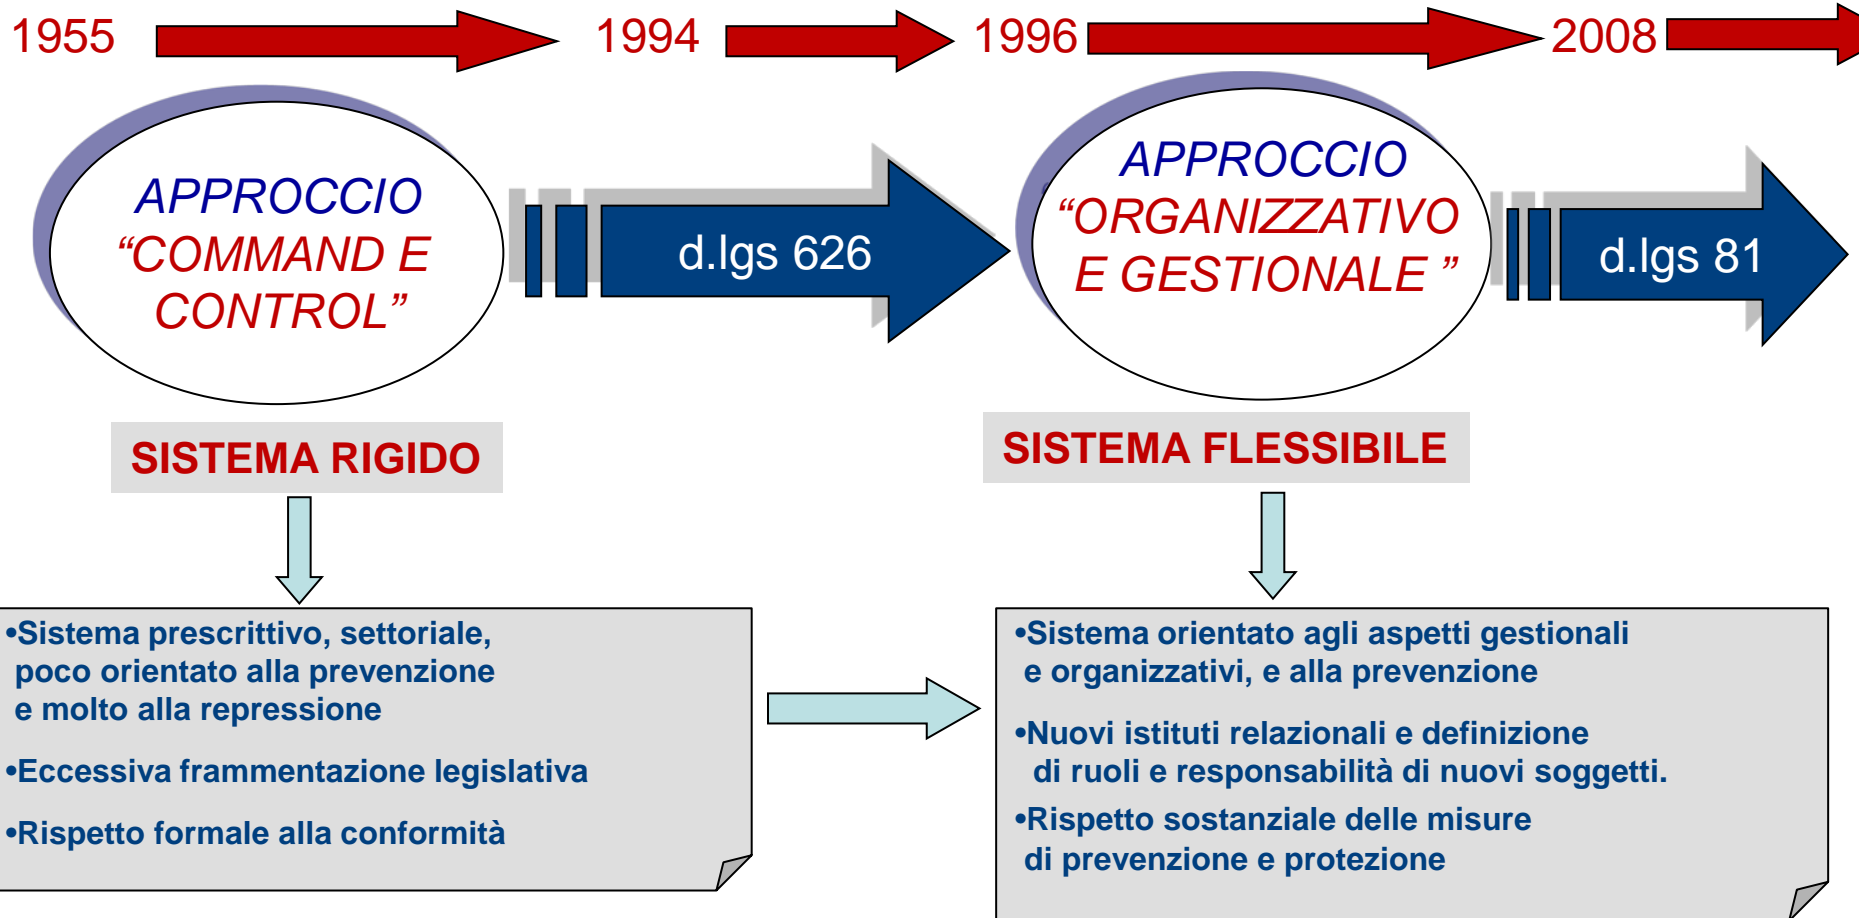 1955
1994
1996
2008
APPROCCIO
“COMMAND E
CONTROL”
d.lgs 626
APPROCCIO
“ORGANIZZATIVO
E GESTIONALE ”
d.lgs 81
SISTEMA RIGIDO
SISTEMA FLESSIBILE
•Sistema prescrittivo, settoriale,
poco orientato alla prevenzione
e molto alla repressione
•Eccessiva frammentazione legislativa
•Rispetto formale alla conformità
•Sistema orientato agli aspetti gestionali
e organizzativi, e alla prevenzione
•Nuovi istituti relazionali e definizione
di ruoli e responsabilità di nuovi soggetti.
•Rispetto sostanziale delle misure
di prevenzione e protezione